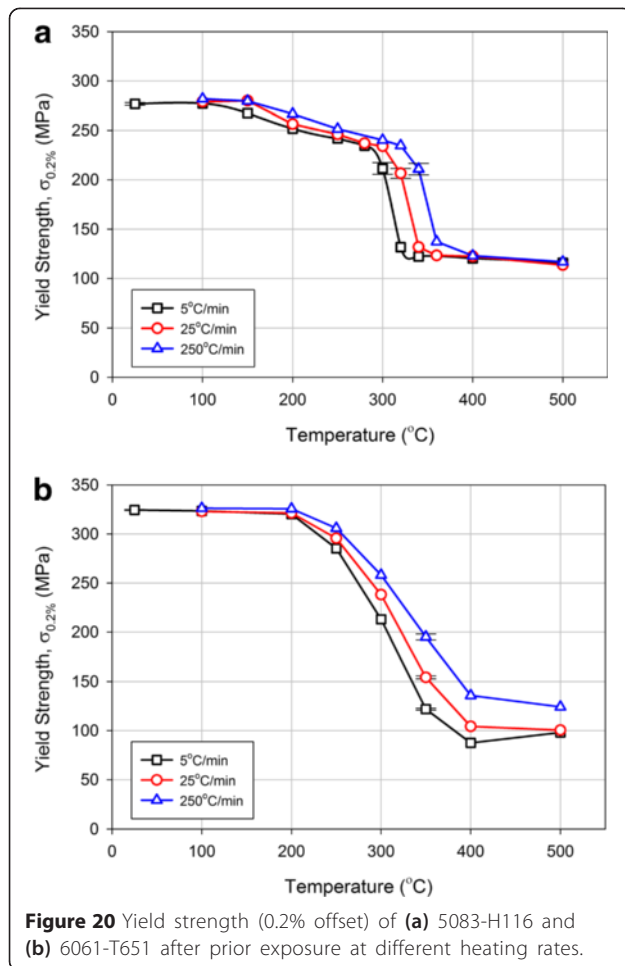 a
350
300
250
200
150
100
50
0
Yield Strength, σ0.2% (MPa)
5°C/min
25°C/min
250°C/min
0 100 200 300 400 500
Temperature (°C)
b
350
300
250
200
150
100
50
0
Yield Strength, σ0.2% (MPa)
5°C/min
25°C/min
250°C/min
0 100 200 300 400 500
Temperature (°C)
Figure 20 Yield strength (0.2% offset) of (a) 5083-H116 and
(b) 6061-T651 after prior exposure at different heating rates.